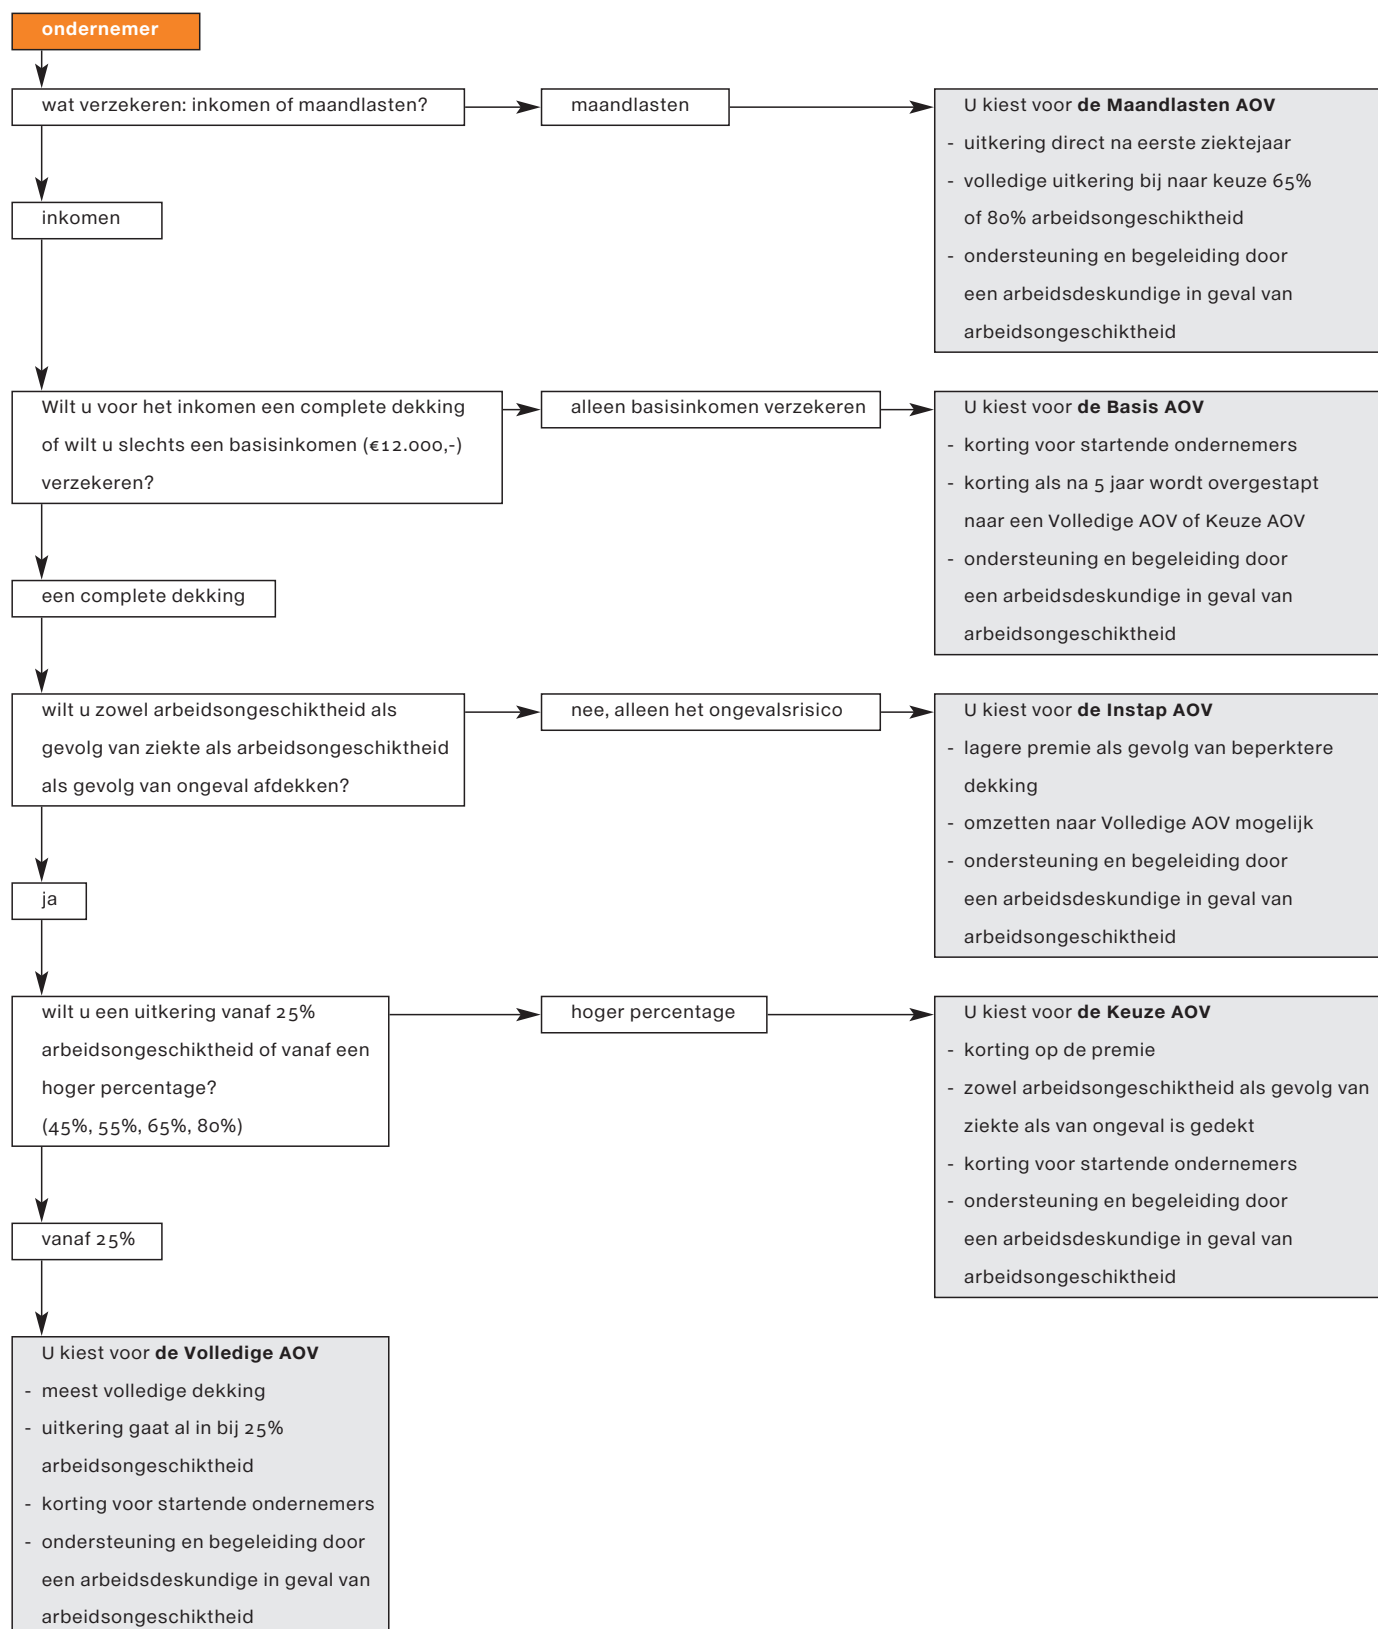 ondernemer
wat verzekeren: inkomen of maandlasten?
maandlasten
U kiest voor de Maandlasten AOV
- uitkering direct na eerste ziektejaar
- volledige uitkering bij naar keuze 65%
of 80% arbeidsongeschiktheid
- ondersteuning en begeleiding door
een arbeidsdeskundige in geval van
arbeidsongeschiktheid
inkomen
Wilt u voor het inkomen een complete dekking
of wilt u slechts een basisinkomen (€12.000,-)
verzekeren?
alleen basisinkomen verzekeren
U kiest voor de Basis AOV
- korting voor startende ondernemers
- korting als na 5 jaar wordt overgestapt
naar een Volledige AOV of Keuze AOV
- ondersteuning en begeleiding door
een arbeidsdeskundige in geval van
arbeidsongeschiktheid
een complete dekking
wilt u zowel arbeidsongeschiktheid als
gevolg van ziekte als arbeidsongeschiktheid
als gevolg van ongeval afdekken?
nee, alleen het ongevalsrisico
U kiest voor de Instap AOV
- lagere premie als gevolg van beperktere
dekking
- omzetten naar Volledige AOV mogelijk
- ondersteuning en begeleiding door
een arbeidsdeskundige in geval van
arbeidsongeschiktheid
ja
wilt u een uitkering vanaf 25%
arbeidsongeschiktheid of vanaf een
hoger percentage?
(45%, 55%, 65%, 80%)
hoger percentage
U kiest voor de Keuze AOV
- korting op de premie
- zowel arbeidsongeschiktheid als gevolg van
ziekte als van ongeval is gedekt
- korting voor startende ondernemers
- ondersteuning en begeleiding door
een arbeidsdeskundige in geval van
arbeidsongeschiktheid
vanaf 25%
U kiest voor de Volledige AOV
- meest volledige dekking
- uitkering gaat al in bij 25%
arbeidsongeschiktheid
- korting voor startende ondernemers
- ondersteuning en begeleiding door
een arbeidsdeskundige in geval van
arbeidsongeschiktheid